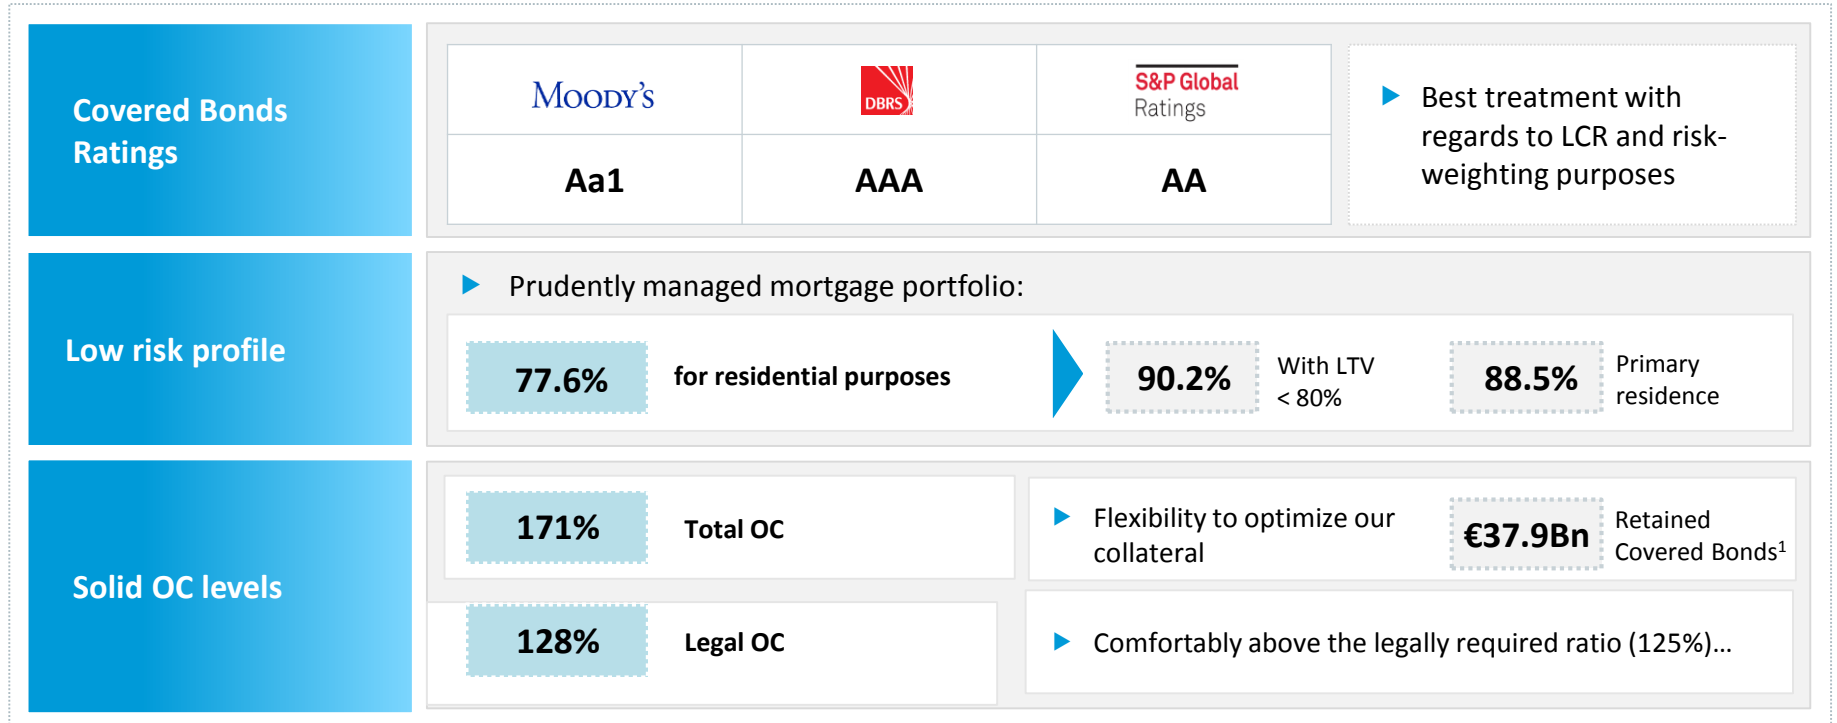 Covered Bonds
Ratings
MOODY'S
DBRS
S&P Global
Ratings
Aa1
AAA
AA
Best treatment with
regards to LCR and risk-
weighting purposes
Low risk profile
Prudently managed mortgage portfolio:
77.6%
for residential purposes
90.2%
With LTV
< 80%
88.5%
Primary
residence
Solid OC levels
171%
Total OC
Flexibility to optimize our
collateral
€37.9Bn
Retained
Covered Bonds¹
128%
Legal OC
Comfortably above the legally required ratio (125%)…